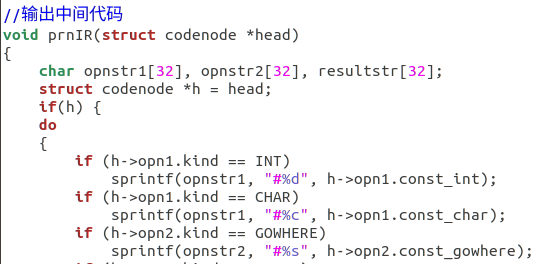 //输出中间代码
void prnIR(struct codenode *head)
{
    char opnstr1[32], opnstr2[32], resultstr[32];
    struct codenode *h = head;
    if(h) {
    do
    {
        if (h->opn1.kind == INT)
            sprintf(opnstr1, "#%d", h->opn1.const_int);
        if (h->opn1.kind == CHAR)
            sprintf(opnstr1, "#%c", h->opn1.const_char);
        if (h->opn2.kind == GOWHERE)
            sprintf(opnstr2, "#%s", h->opn2.const_gowhere);